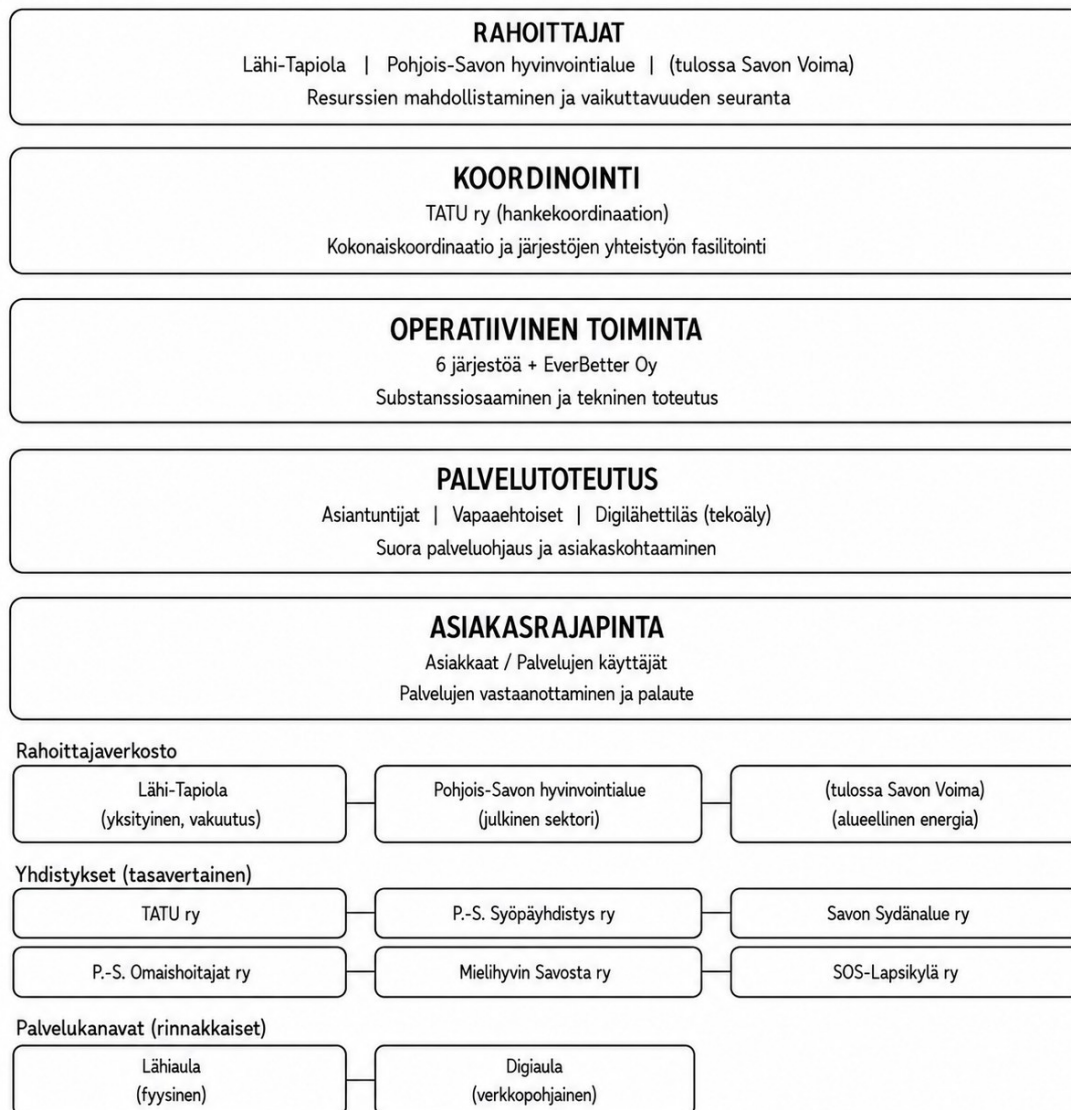 RAHOITTAJAT
Lähi-Tapiola | Pohjois-Savon hyvinvointialue | (tulossa Savon Voima)
Resurssien mahdollistaminen ja vaikuttavuuden seuranta
KOORDINOINTI
TATU ry (hankekoordinaation)
Kokonaiskoordinaatio ja järjestöjen yhteistyön fasilitointi
OPERATIIVINEN TOIMINTA
6 järjestöä + EverBetter Oy
Substanssiosaaminen ja tekninen toteutus
PALVELUTOTEUTUS
Asiantuntijat | Vapaaehtoiset | Digilähettiläs (tekoäly)
Suora palveluohjaus ja asiakaskohtaaminen
ASIAKASRAJAPINTA
Asiakkaat / Palvelujen käyttäjät
Palvelujen vastaanottaminen ja palaute
Rahoittajaverkosto
Lähi-Tapiola
(yksityinen, vakuutus)
Pohjois-Savon hyvinvointialue
(julkinen sektori)
(tulossa Savon Voima)
(alueellinen energia)
Yhdistykset (tasavertainen)
TATU ry
P.-S. Syöpäyhdistys ry
Savon Sydänalue ry
P.-S. Omaishoitajat ry
Mielihyvin Savosta ry
SOS-Lapsikylä ry
Palvelukanavat (rinnakkaiset)
Lähiaula
(fyysinen)
Digiaula
(verkkopohjainen)